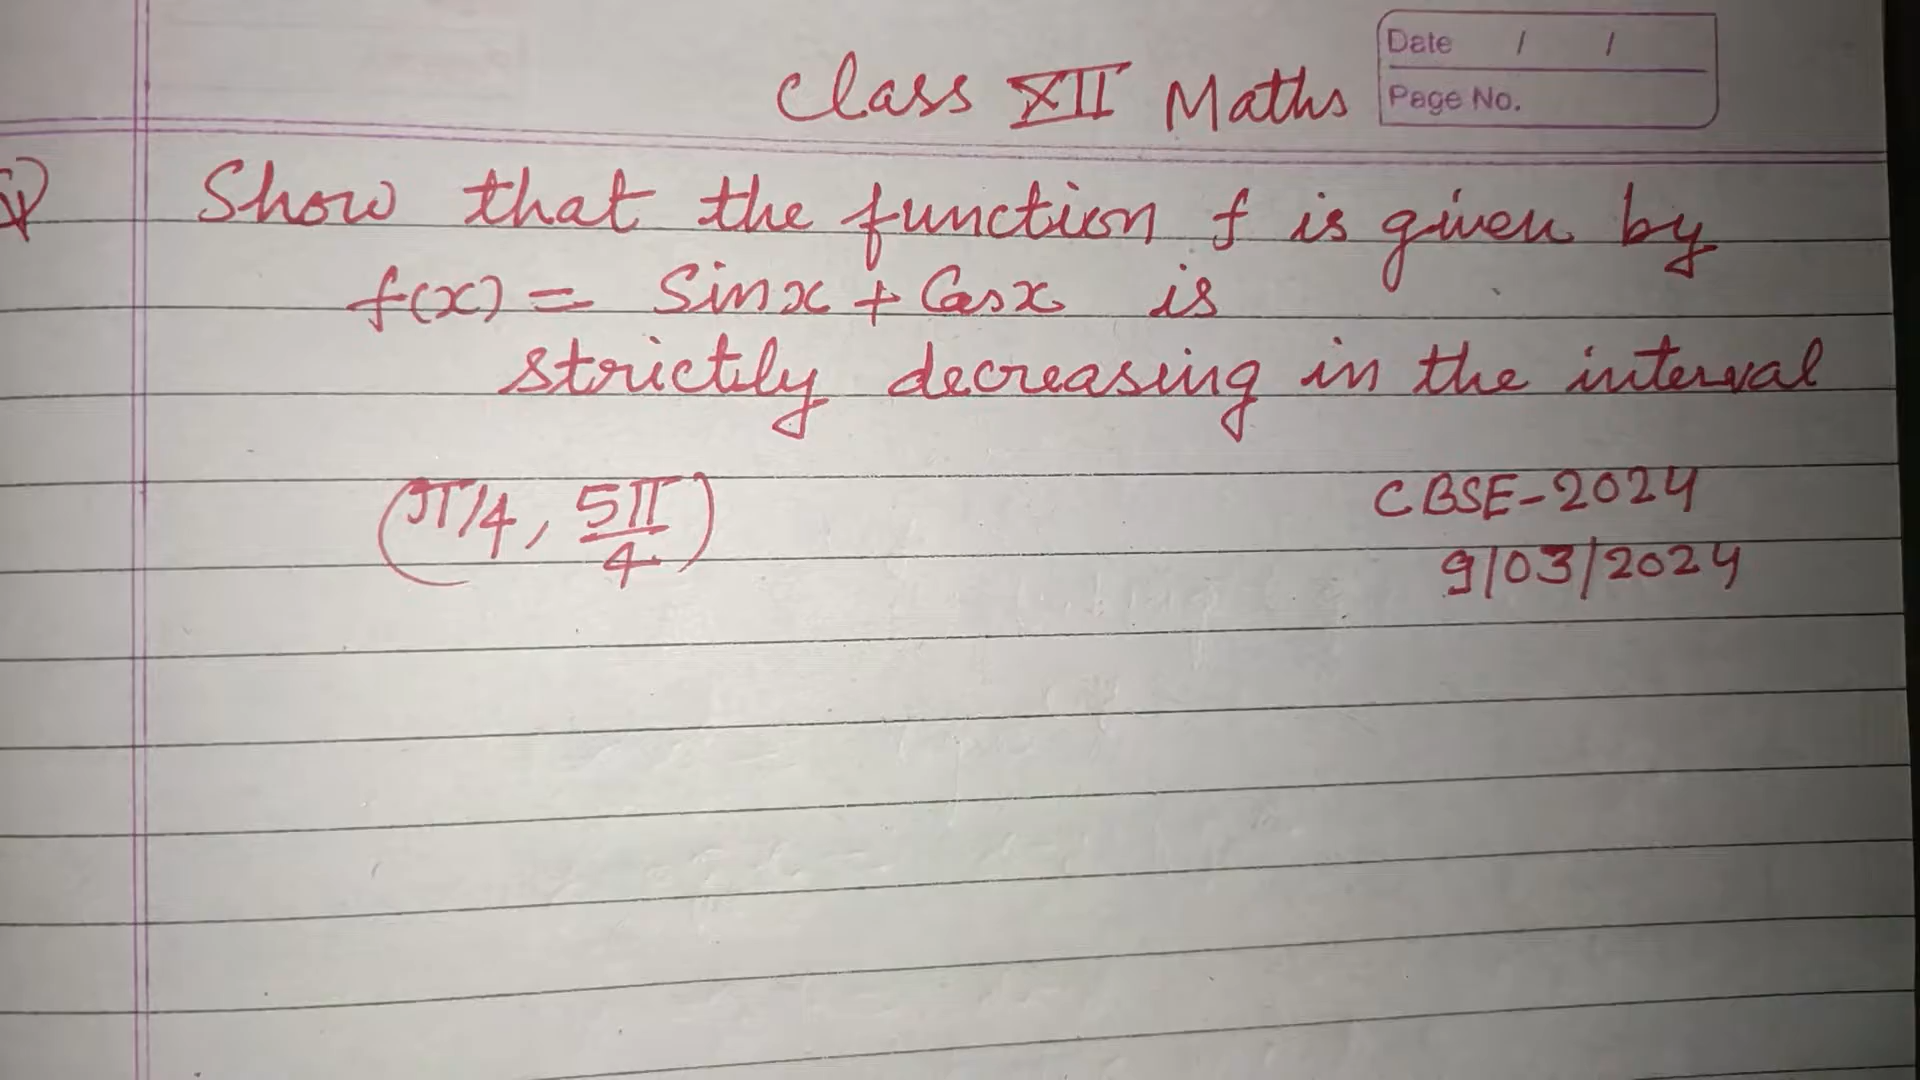 Date / /
Class XII Maths
Page No.
Q Show that the function f is given by
f(x) = Sinx + Cosx is
strictly decreasing in the interval
(π/4, 5π/4)
CBSE-2024
9/03/2024